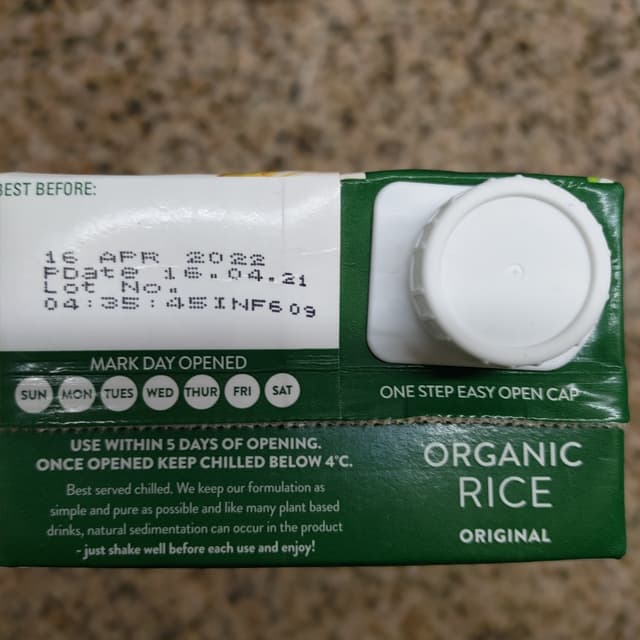 BEST BEFORE:
16 APR 2022
PDate 16.04.21
Lot No.
04:35:45INF609
MARK DAY OPENED
SUN MON TUES WED THUR FRI SAT
ONE STEP EASY OPEN CAP
USE WITHIN 5 DAYS OF OPENING.
ONCE OPENED KEEP CHILLED BELOW 4°C.
Best served chilled. We keep our formulation as
simple and pure as possible and like many plant based
drinks, natural sedimentation can occur in the product
- just shake well before each use and enjoy!
ORGANIC
RICE
ORIGINAL